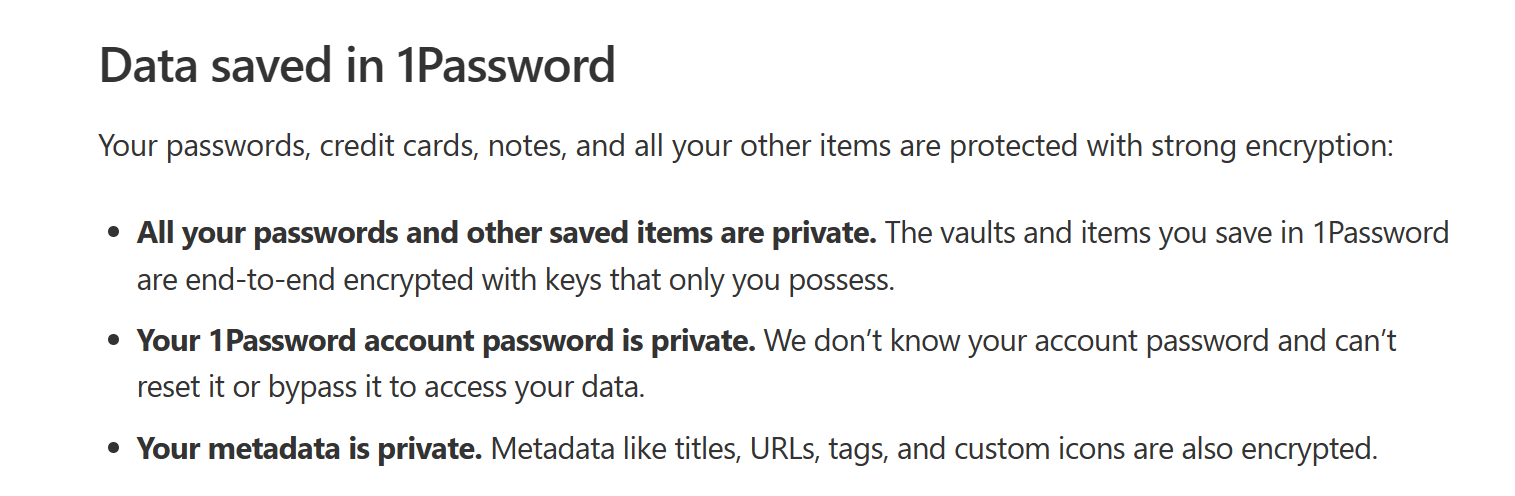 Data saved in 1Password
Your passwords, credit cards, notes, and all your other items are protected with strong encryption:
• All your passwords and other saved items are private. The vaults and items you save in 1Password
are end-to-end encrypted with keys that only you possess.
• Your 1Password account password is private. We don’t know your account password and can’t
reset it or bypass it to access your data.
• Your metadata is private. Metadata like titles, URLs, tags, and custom icons are also encrypted.